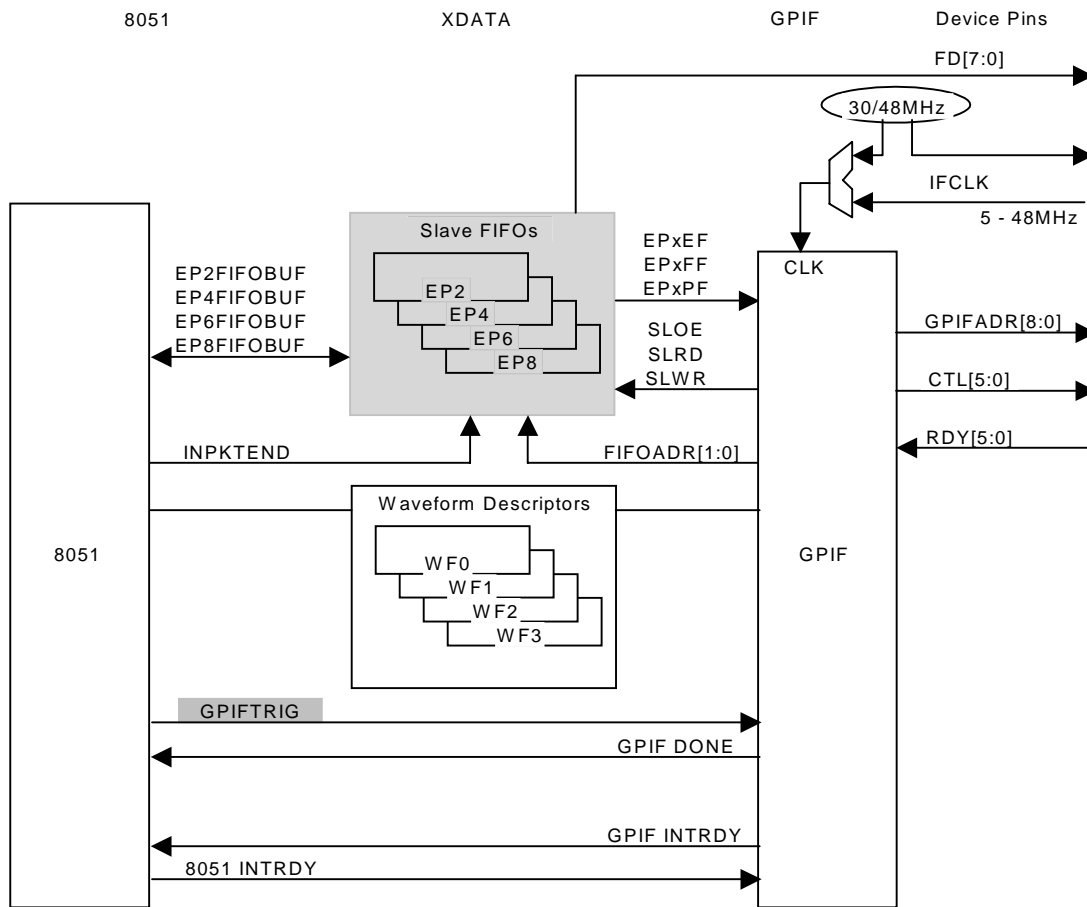 8051 XDATA GPIF Device Pins
FD[7:0]
30/48MHz
IFCLK
5 - 48MHz
Slave FIFOs
EP2
EP4
EP6
EP8
EP2FIFOBUF
EP4FIFOBUF
EP6FIFOBUF
EP8FIFOBUF
EPxEF
EPxFF
EPxPF
SLOE
SLRD
SLWR
CLK
GPIFADR[8:0]
CTL[5:0]
RDY[5:0]
INPKTEND
FIFOADR[1:0]
Waveform Descriptors
WF0
WF1
WF2
WF3
8051
GPIF
GPIFTRIG
GPIF DONE
GPIF INTRDY
8051 INTRDY